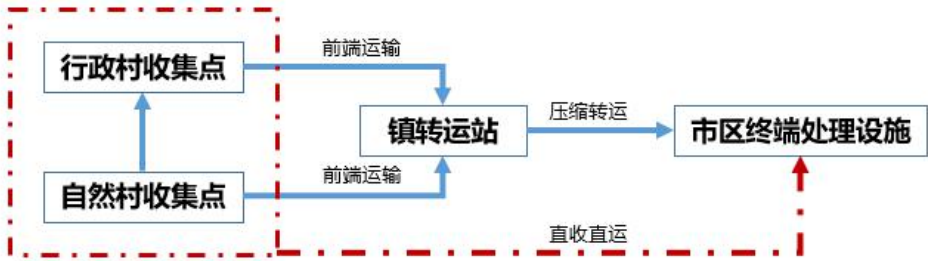 行政村收集点
前端运输
镇转运站
压缩转运
市区终端处理设施
自然村收集点
前端运输
直收直运